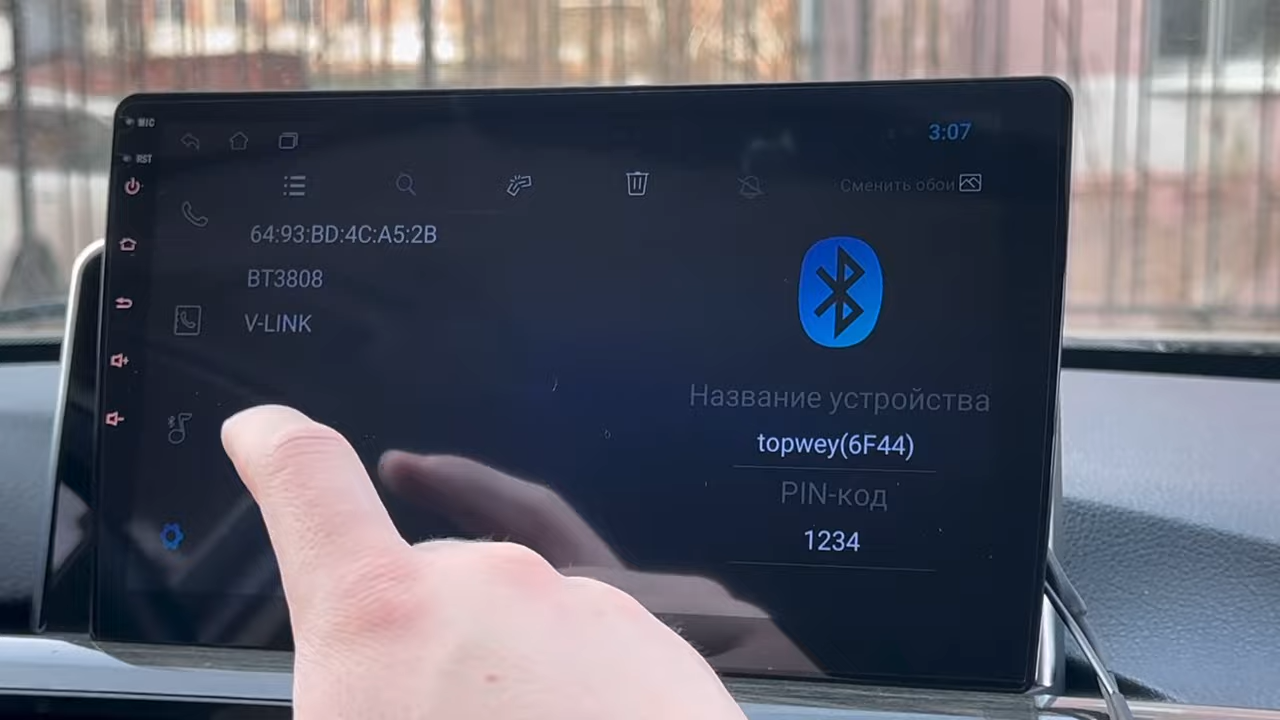 MIC
3:07
RST
Сменить обои
64:93:BD:4C:A5:2B
BT3808
V-LINK
Название устройства
topwey(6F44)
PIN-код
1234